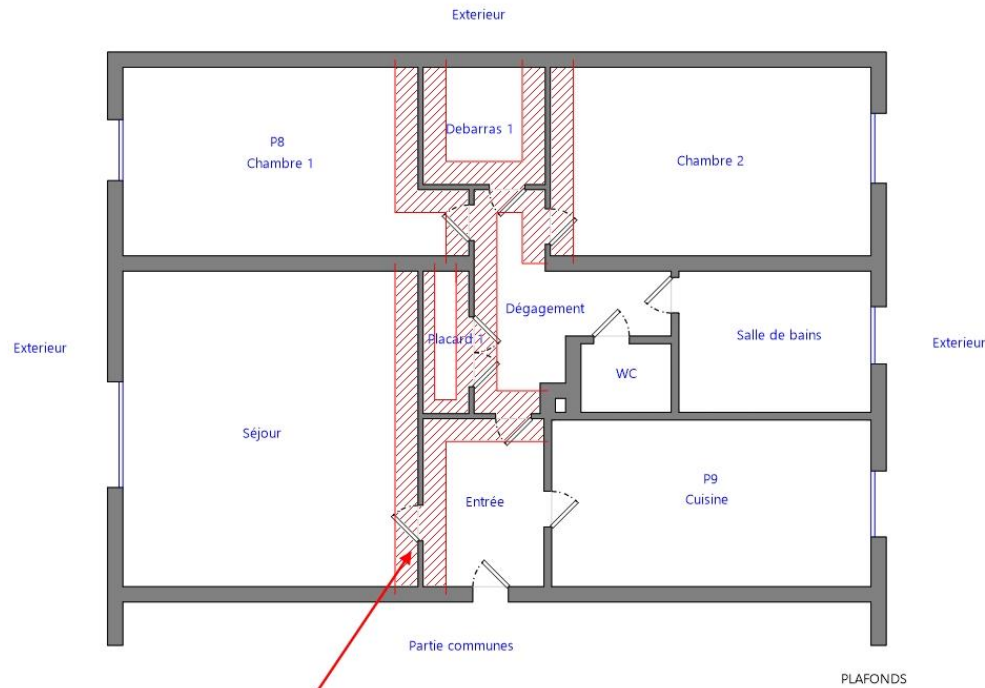 Exterieur
P8
Chambre 1
Debarras 1
Chambre 2
Exterieur
Dégagement
Placard 1
Salle de bains
Exterieur
WC
Séjour
Entrée
P9
Cuisine
Partie communes
PLAFONDS